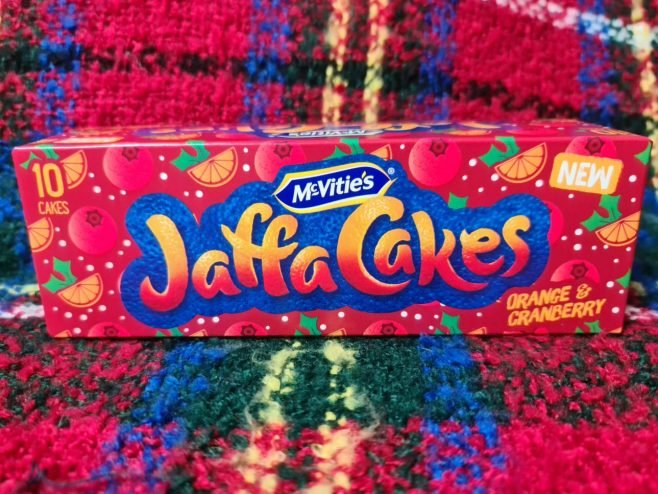 10
CAKES
McVitie's®
Jaffa Cakes
NEW
ORANGE &
CRANBERRY